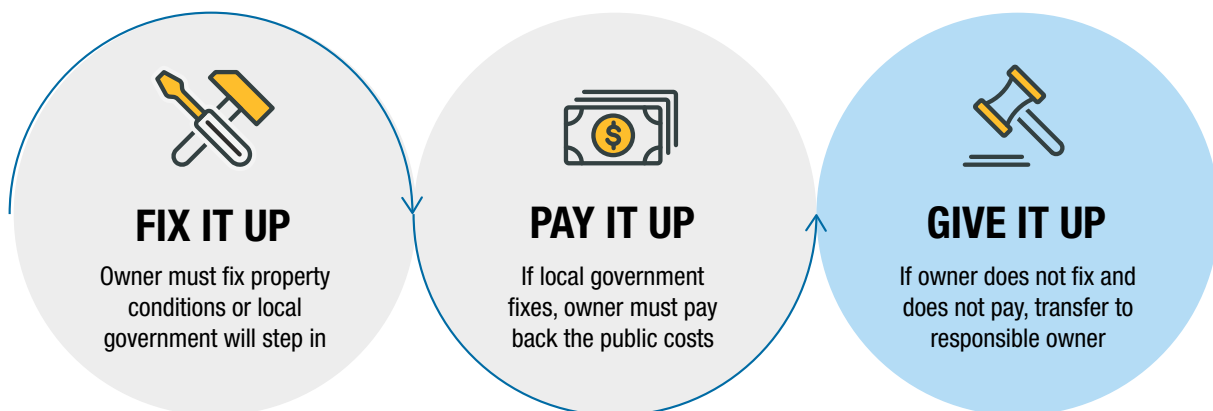 FIX IT UP
Owner must fix property
conditions or local
government will step in
$
PAY IT UP
If local government
fixes, owner must pay
back the public costs
GIVE IT UP
If owner does not fix and
does not pay, transfer to
responsible owner